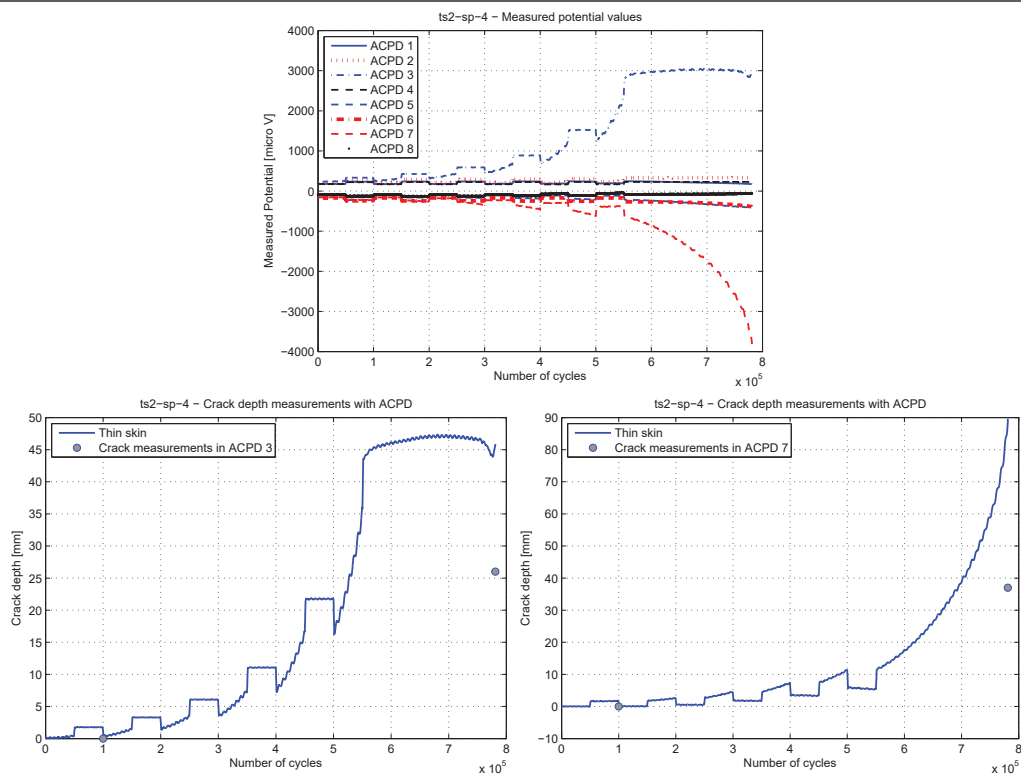 ts2-sp-4 − Measured potential values
4000
3000
2000
1000
0
−1000
−2000
−3000
−4000
Measured Potential [micro V]
ACPD 1
ACPD 2
ACPD 3
ACPD 4
ACPD 5
ACPD 6
ACPD 7
ACPD 8
0 1 2 3 4 5 6 7 8
Number of cycles
x 10^5
ts2-sp-4 − Crack depth measurements with ACPD
50
45
40
35
30
25
20
15
10
5
0
Crack depth [mm]
Thin skin
Crack measurements in ACPD 3
0 1 2 3 4 5 6 7 8
Number of cycles
x 10^5
ts2-sp-4 − Crack depth measurements with ACPD
90
80
70
60
50
40
30
20
10
0
−10
Crack depth [mm]
Thin skin
Crack measurements in ACPD 7
0 1 2 3 4 5 6 7 8
Number of cycles
x 10^5